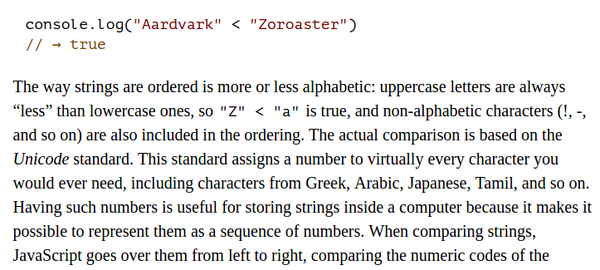 console.log("Aardvark" < "Zoroaster")
// → true
The way strings are ordered is more or less alphabetic: uppercase letters are always
“less” than lowercase ones, so "Z" < "a" is true, and non-alphabetic characters (!, -,
and so on) are also included in the ordering. The actual comparison is based on the
Unicode standard. This standard assigns a number to virtually every character you
would ever need, including characters from Greek, Arabic, Japanese, Tamil, and so on.
Having such numbers is useful for storing strings inside a computer because it makes it
possible to represent them as a sequence of numbers. When comparing strings,
JavaScript goes over them from left to right, comparing the numeric codes of the